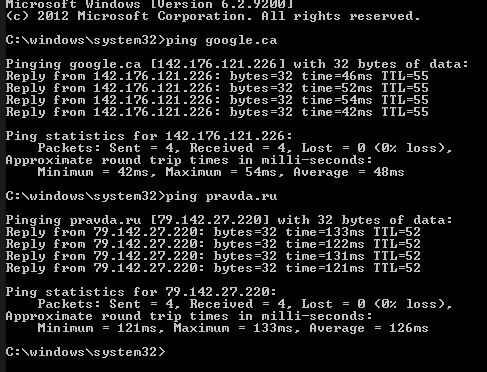 Microsoft Windows [Version 6.2.9200]
(c) 2012 Microsoft Corporation. All rights reserved.
C:\windows\system32>ping google.ca
Pinging google.ca [142.176.121.226] with 32 bytes of data:
Reply from 142.176.121.226: bytes=32 time=46ms TTL=55
Reply from 142.176.121.226: bytes=32 time=52ms TTL=55
Reply from 142.176.121.226: bytes=32 time=54ms TTL=55
Reply from 142.176.121.226: bytes=32 time=42ms TTL=55
Ping statistics for 142.176.121.226:
Packets: Sent = 4, Received = 4, Lost = 0 (0% loss),
Approximate round trip times in milli-seconds:
Minimum = 42ms, Maximum = 54ms, Average = 48ms
C:\windows\system32>ping pravda.ru
Pinging pravda.ru [79.142.27.220] with 32 bytes of data:
Reply from 79.142.27.220: bytes=32 time=133ms TTL=52
Reply from 79.142.27.220: bytes=32 time=122ms TTL=52
Reply from 79.142.27.220: bytes=32 time=131ms TTL=52
Reply from 79.142.27.220: bytes=32 time=121ms TTL=52
Ping statistics for 79.142.27.220:
Packets: Sent = 4, Received = 4, Lost = 0 (0% loss),
Approximate round trip times in milli-seconds:
Minimum = 121ms, Maximum = 133ms, Average = 126ms
C:\windows\system32>